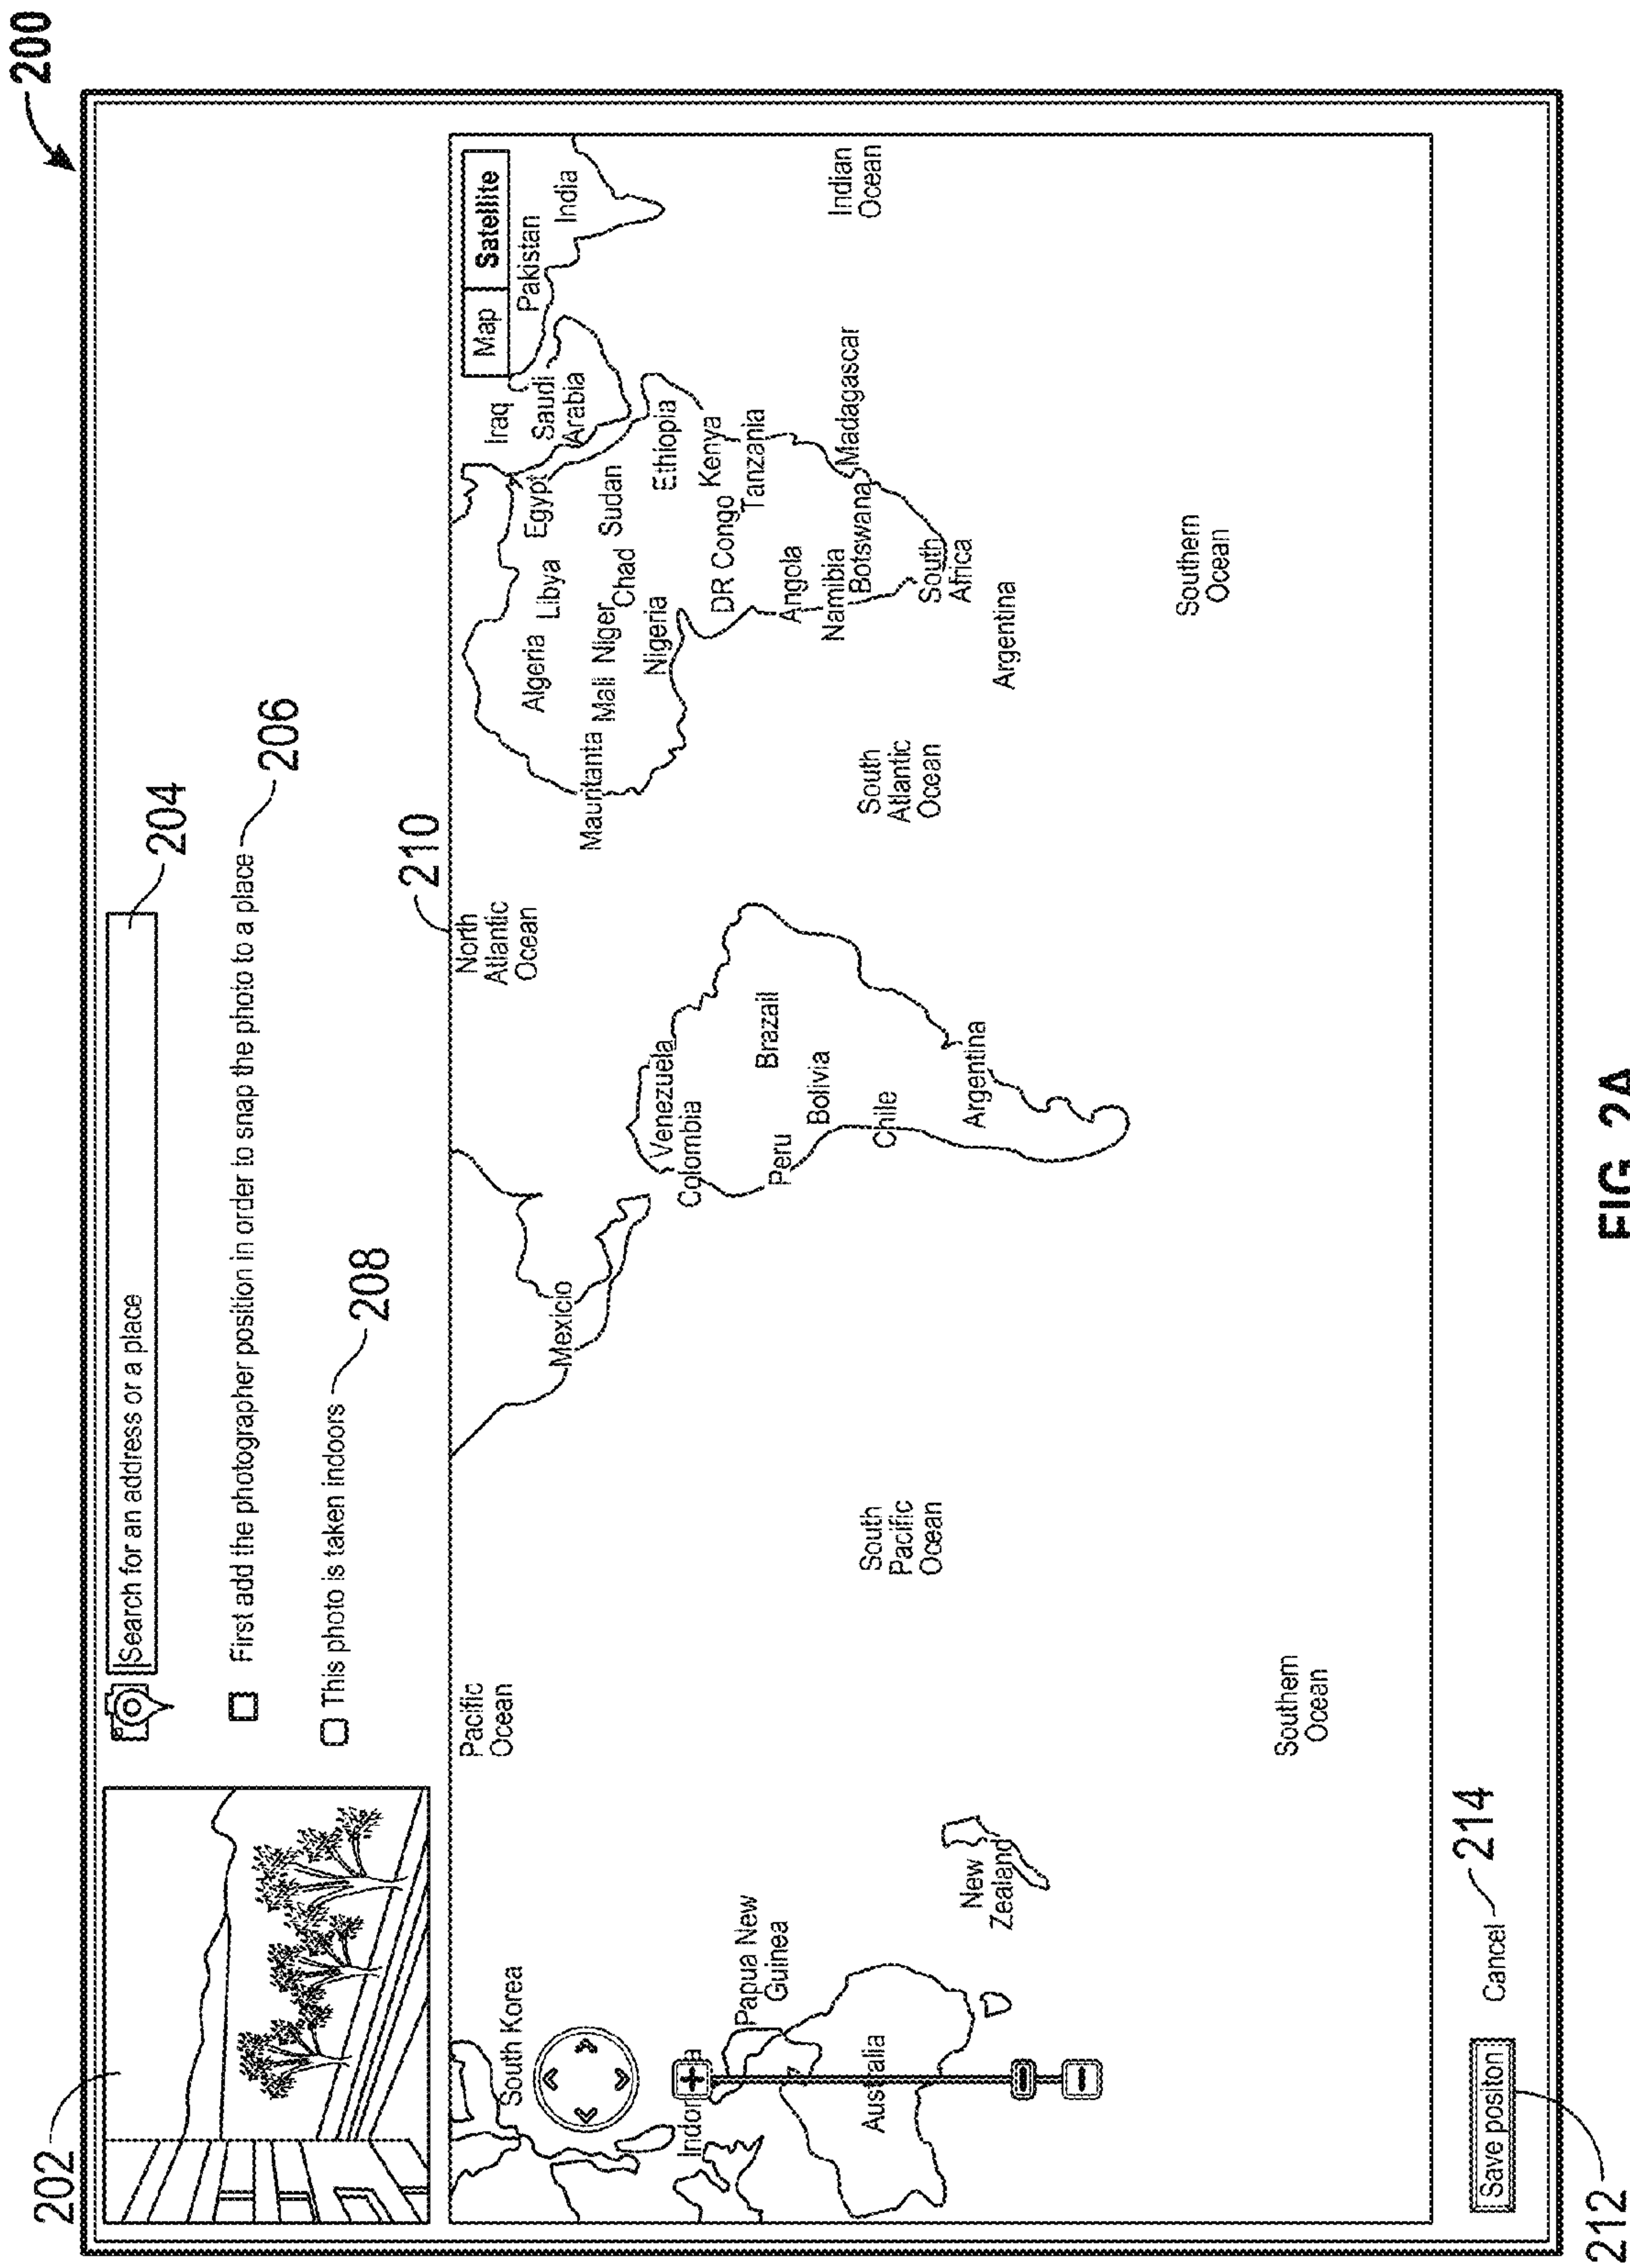 200
202
Search for an address or a place
204
First add the photographer position in order to snap the photo to a place
206
This photo is taken indoors
208
210
Map
Satellite
Pacific
Ocean
North
Atlantic
Ocean
South Korea
Mexicio
Iraq
Saudi
Arabia
Pakistan
India
Algeria
Libya
Egypt
Mauritanta
Mali
Niger
Chad
Sudan
Nigeria
Ethiopia
Venezuela
Colombia
Kenya
DR Congo
Tanzania
Papua New
Guinea
Peru
Brazail
Bolivia
Angola
Namibia
Botswana
Madagascar
Indian
Ocean
Australia
South
Pacific
Ocean
Chile
South
Atlantic
Ocean
South
Africa
New
Zealand
Argentina
Argentina
Southern
Ocean
Southern
Ocean
Save positon
Cancel
214
212
FIG. 2A